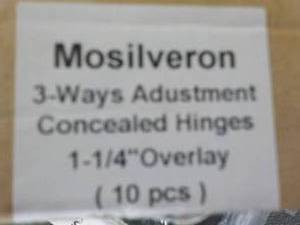 Mosilveron
3-Ways Adustment
Concealed Hinges
1-1/4"Overlay
( 10 pcs )